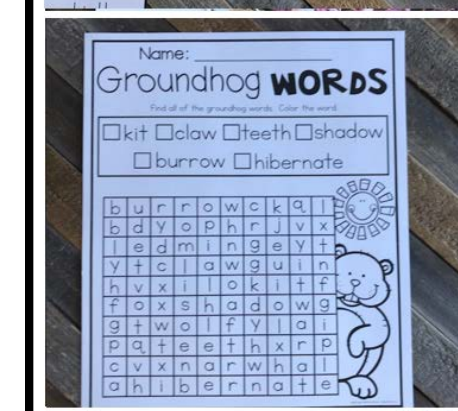 Name:
Groundhog WORDS
Find all of the groundhog words. Color the word.
kit claw teeth shadow
burrow hibernate
b u r r o w c k q l
b d y o p h r j v x
l e d m i n g e y t
y t c l a w g u i n
h v x i l o k i t f
f o x s h a d o w g
g t w o l f y l a i
p q t e e t h x r p
c v x n a r w h a l
a h i b e r n a t e